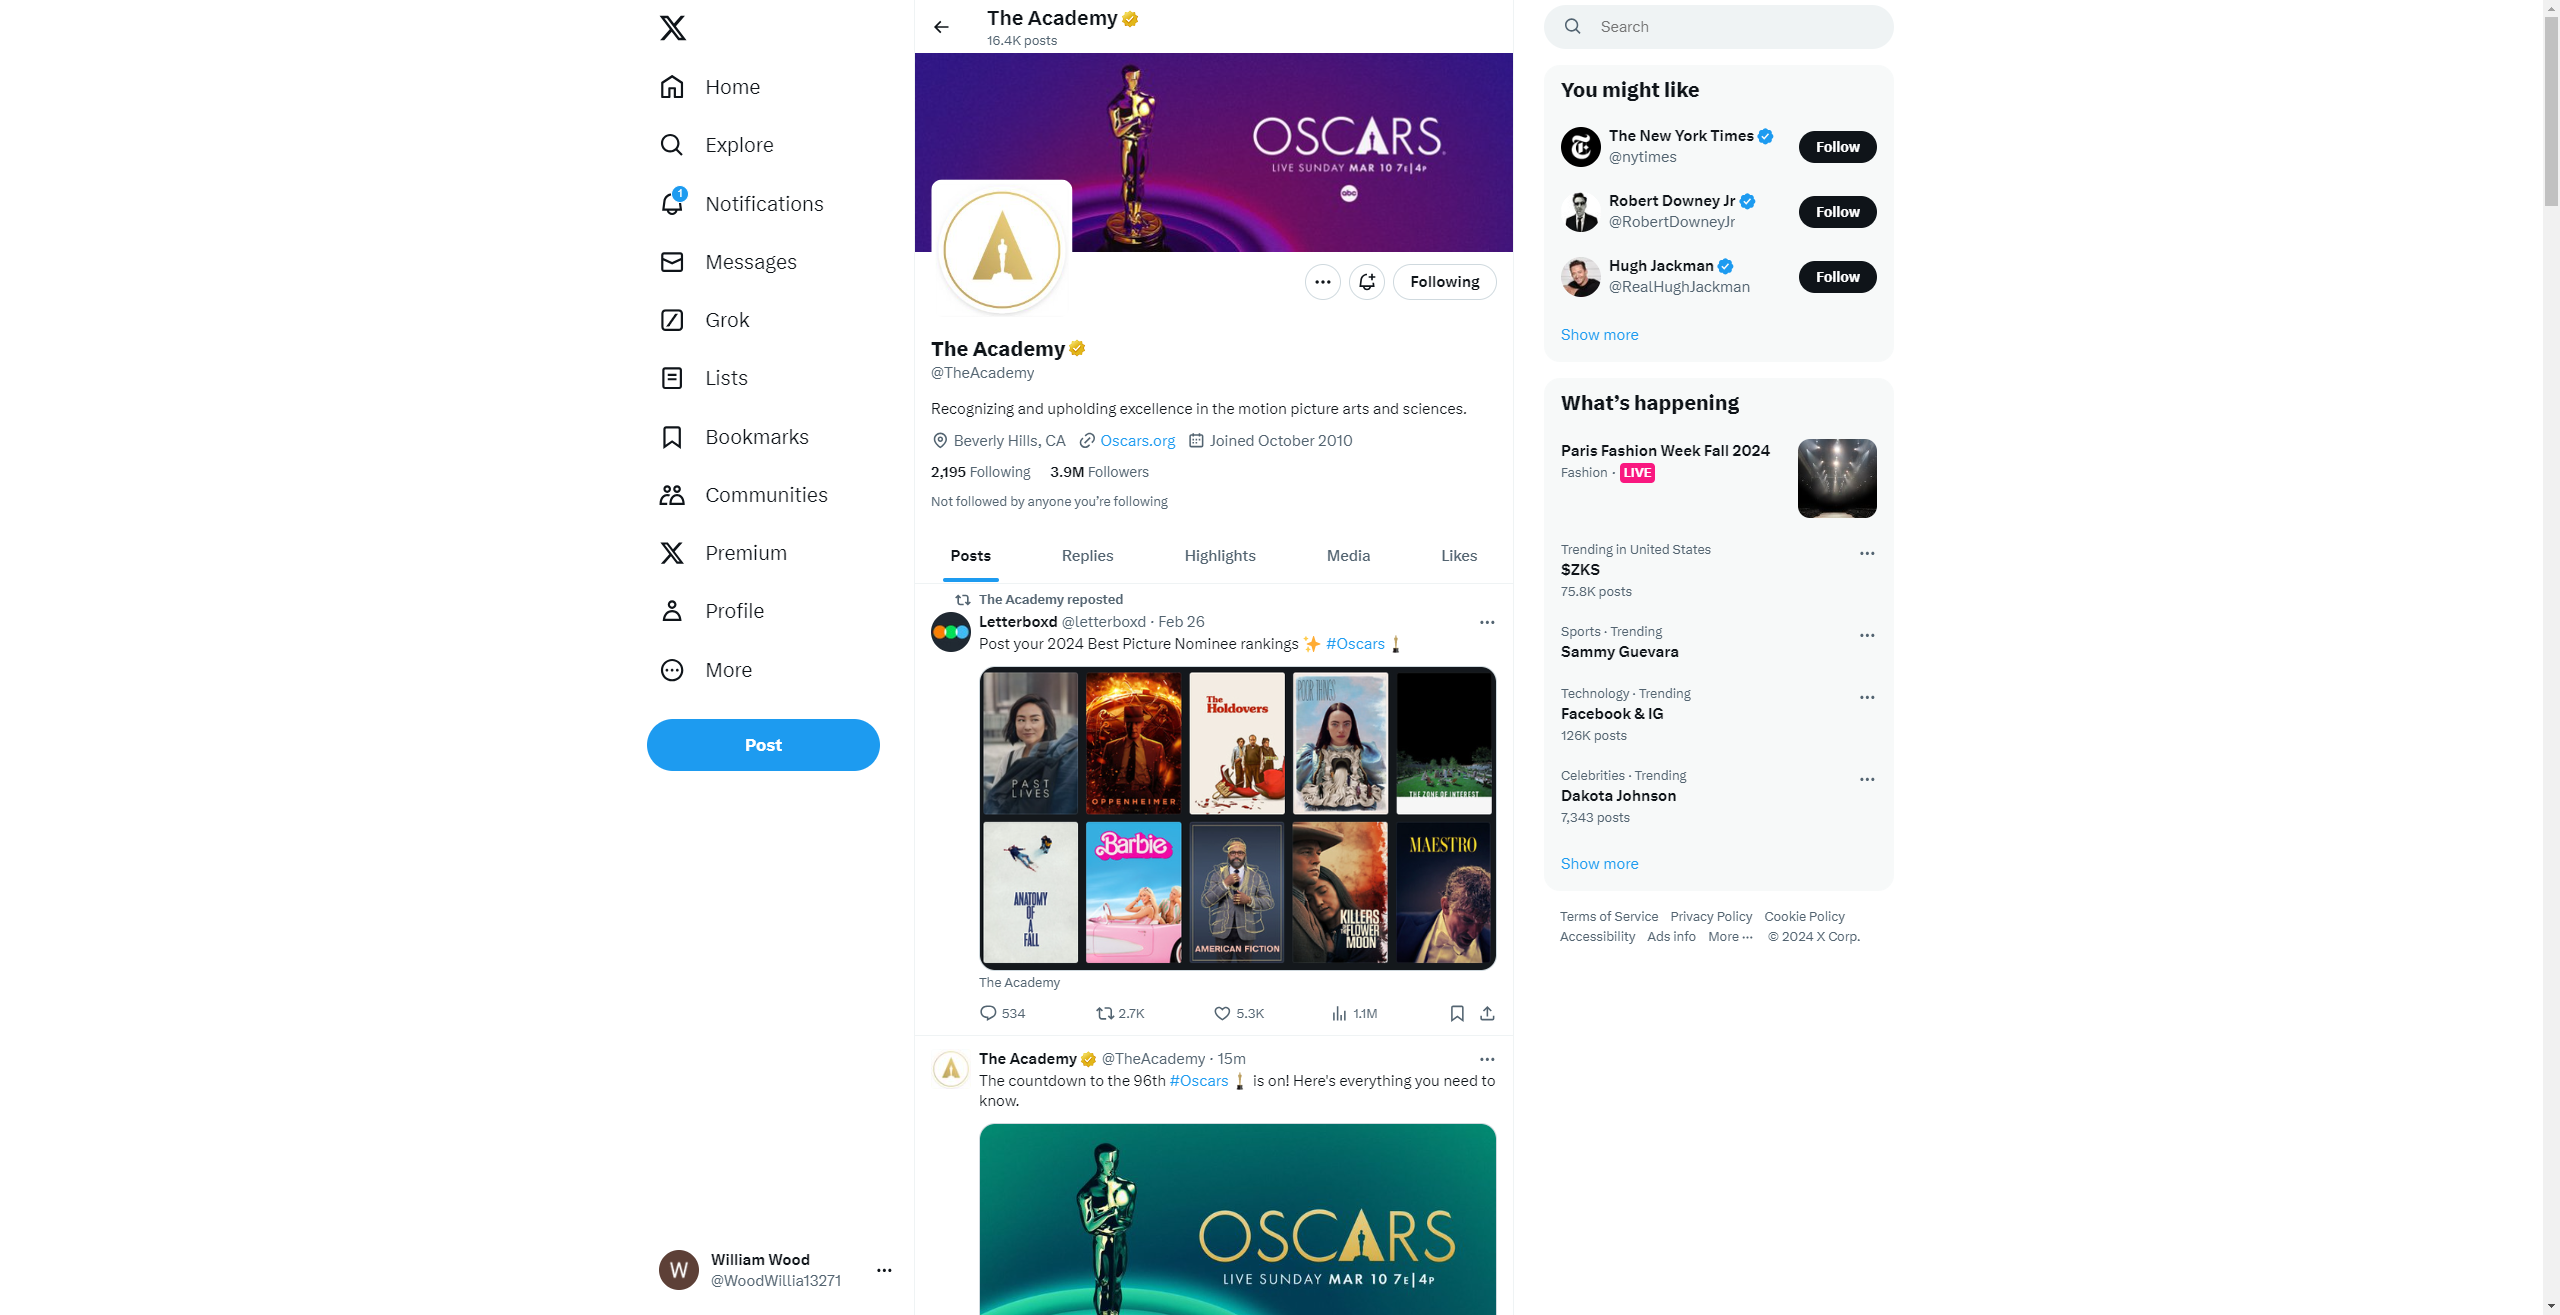 Home
Explore
1
Notifications
Messages
Grok
Lists
Bookmarks
Communities
Premium
Profile
More
Post
W
William Wood
@WoodWillia13271
The Academy
16.4K posts
OSCARS
LIVE SUNDAY MAR 10 7E|4P
abc
Following
The Academy
@TheAcademy
Recognizing and upholding excellence in the motion picture arts and sciences.
Beverly Hills, CA Oscars.org Joined October 2010
2,195 Following 3.9M Followers
Not followed by anyone you’re following
Posts Replies Highlights Media Likes
The Academy reposted
Letterboxd @letterboxd · Feb 26
Post your 2024 Best Picture Nominee rankings ✨ #Oscars
PAST
LIVES
OPPENHEIMER
The
Holdovers
POOR THINGS
THE ZONE OF INTEREST
ANATOMY
OF
A
FALL
Barbie
AMERICAN FICTION
KILLERS
OF THE
FLOWER
MOON
MAESTRO
The Academy
534 2.7K 5.3K 1.1M
The Academy @TheAcademy · 15m
The countdown to the 96th #Oscars is on! Here's everything you need to
know.
OSCARS
LIVE SUNDAY MAR 10 7E|4P
Search
You might like
The New York Times
@nytimes
Follow
Robert Downey Jr
@RobertDowneyJr
Follow
Hugh Jackman
@RealHughJackman
Follow
Show more
What’s happening
Paris Fashion Week Fall 2024
Fashion · LIVE
Trending in United States
$ZKS
75.8K posts
Sports · Trending
Sammy Guevara
Technology · Trending
Facebook & IG
126K posts
Celebrities · Trending
Dakota Johnson
7,343 posts
Show more
Terms of Service Privacy Policy Cookie Policy
Accessibility Ads info More ··· © 2024 X Corp.